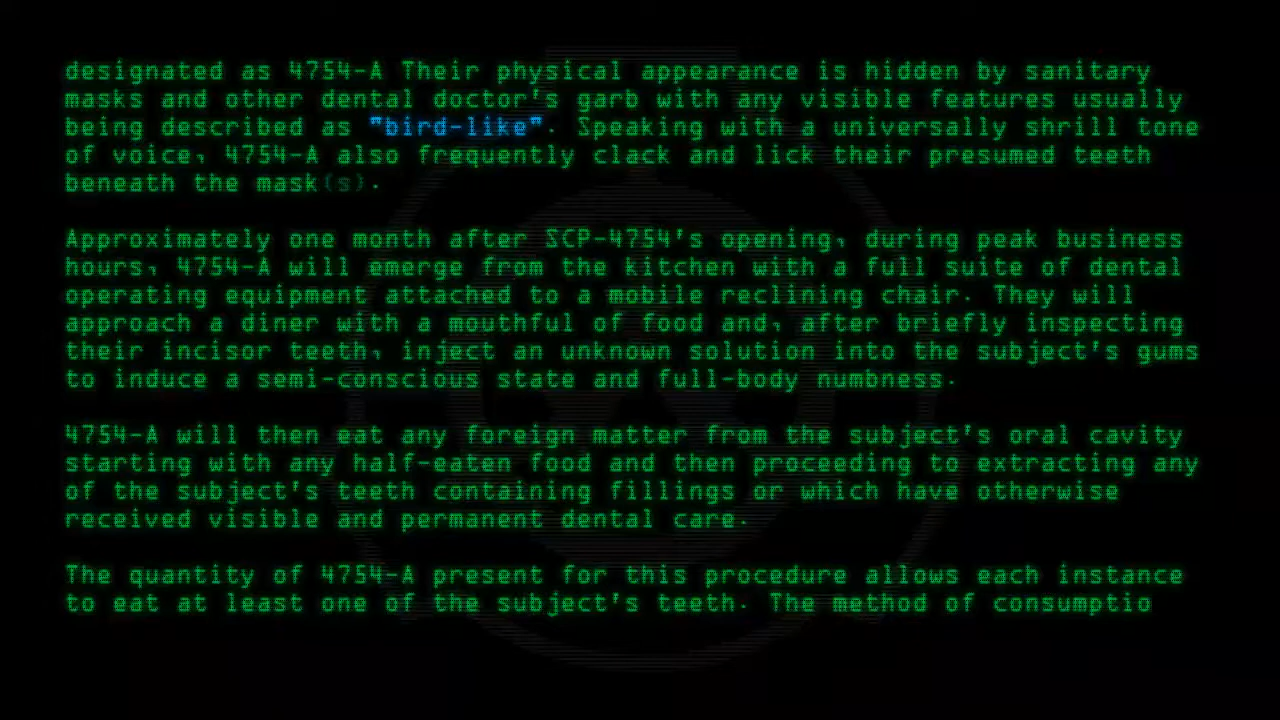 designated as 4754-A Their physical appearance is hidden by sanitary
masks and other dental doctor's garb with any visible features usually
being described as "bird-like". Speaking with a universally shrill tone
of voice, 4754-A also frequently clack and lick their presumed teeth
beneath the mask(s).
Approximately one month after SCP-4754's opening, during peak business
hours, 4754-A will emerge from the kitchen with a full suite of dental
operating equipment attached to a mobile reclining chair. They will
approach a diner with a mouthful of food and, after briefly inspecting
their incisor teeth, inject an unknown solution into the subject's gums
to induce a semi-conscious state and full-body numbness.
4754-A will then eat any foreign matter from the subject's oral cavity
starting with any half-eaten food and then proceeding to extracting any
of the subject's teeth containing fillings or which have otherwise
received visible and permanent dental care.
The quantity of 4754-A present for this procedure allows each instance
to eat at least one of the subject's teeth. The method of consumptio